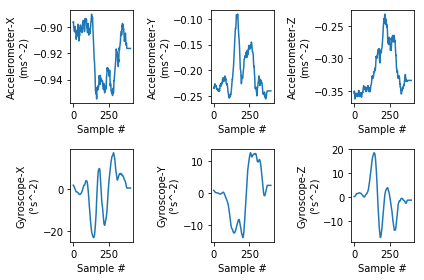 Accelerometer-X
(ms^-2)
−0.90
−0.92
−0.94
0
250
Sample #
Accelerometer-Y
(ms^-2)
−0.10
−0.15
−0.20
−0.25
0
250
Sample #
Accelerometer-Z
(ms^-2)
−0.25
−0.30
−0.35
0
250
Sample #
Gyroscope-X
(°s^-2)
0
−20
0
250
Sample #
Gyroscope-Y
(°s^-2)
10
0
−10
0
250
Sample #
Gyroscope-Z
(°s^-2)
20
10
0
−10
0
250
Sample #